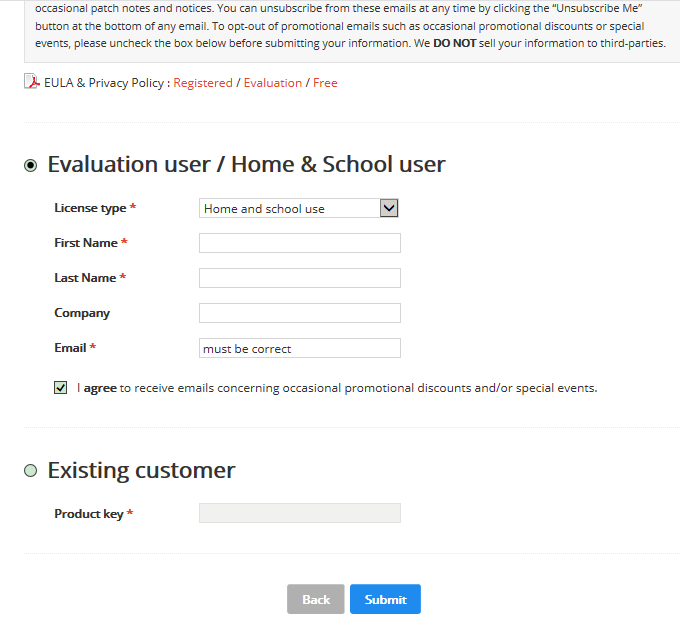 occasional patch notes and notices. You can unsubscribe from these emails at any time by clicking the “Unsubscribe Me”
button at the bottom of any email. To opt-out of promotional emails such as occasional promotional discounts or special
events, please uncheck the box below before submitting your information. We DO NOT sell your information to third-parties.
EULA & Privacy Policy : Registered / Evaluation / Free
Evaluation user / Home & School user
License type * Home and school use
First Name *
Last Name *
Company
Email * must be correct
I agree to receive emails concerning occasional promotional discounts and/or special events.
Existing customer
Product key *
Back Submit